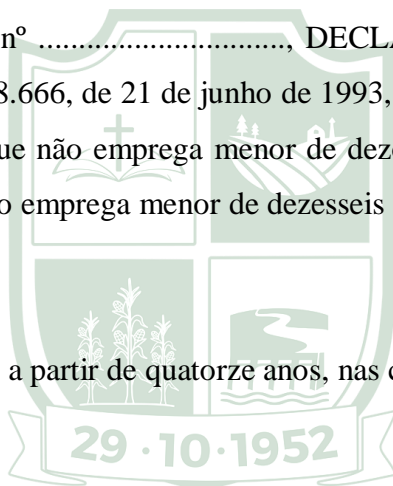 nº ............................., DECLA
8.666, de 21 de junho de 1993,
ue não emprega menor de deze
o emprega menor de dezesseis
a partir de quatorze anos, nas c
29 · 10 · 1952